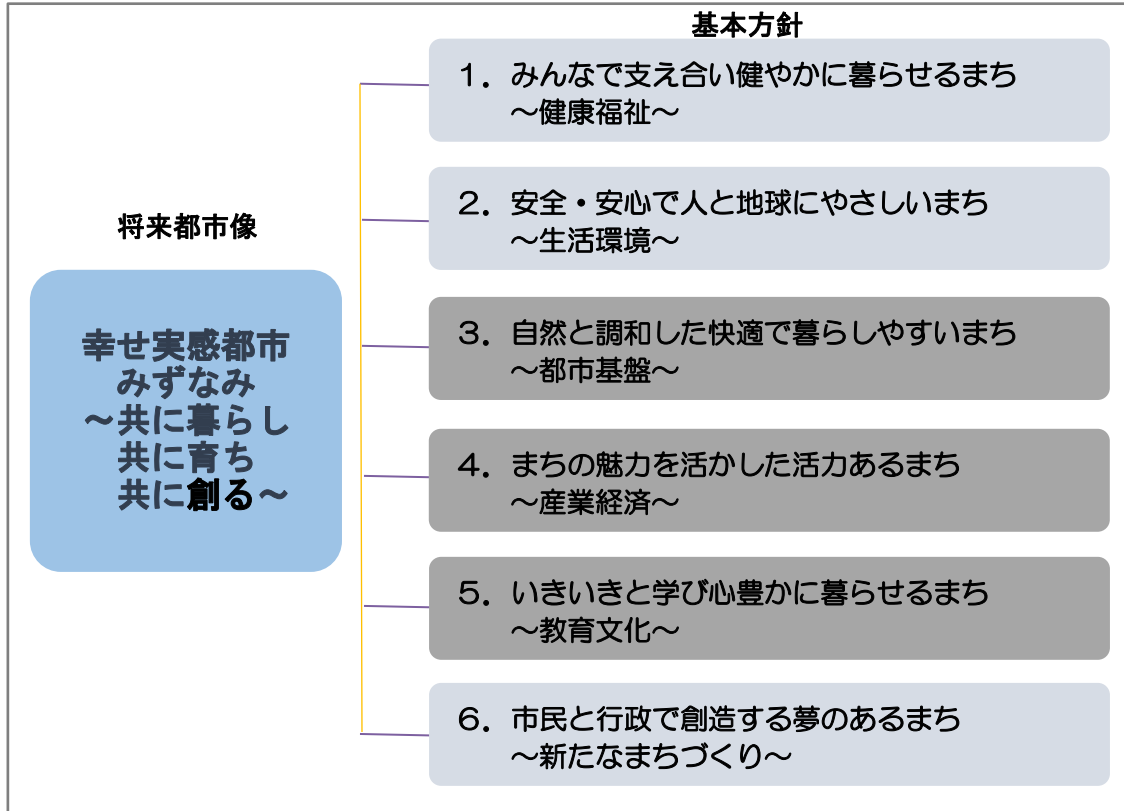 将来都市像
幸せ実感都市
みずなみ
～共に暮らし
共に育ち
共に創る～
基本方針
１．みんなで支え合い健やかに暮らせるまち
～健康福祉～
２．安全・安心で人と地球にやさしいまち
～生活環境～
３．自然と調和した快適で暮らしやすいまち
～都市基盤～
４．まちの魅力を活かした活力あるまち
～産業経済～
５．いきいきと学び心豊かに暮らせるまち
～教育文化～
６．市民と行政で創造する夢のあるまち
～新たなまちづくり～